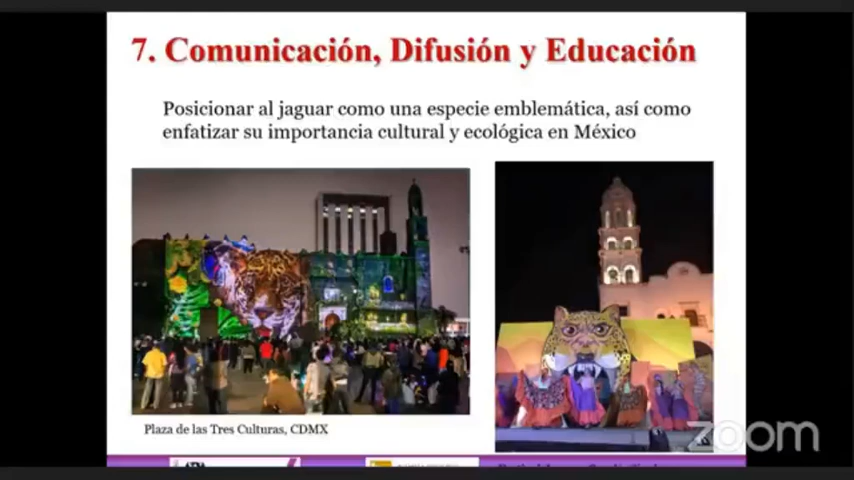 7. Comunicación, Difusión y Educación
Posicionar al jaguar como una especie emblemática, así como
enfatizar su importancia cultural y ecológica en México
Plaza de las Tres Culturas, CDMX
zoom